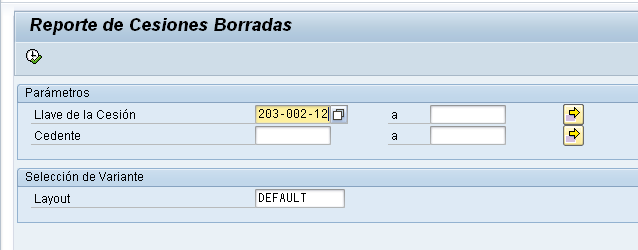 Reporte de Cesiones Borradas
Parámetros
Llave de la Cesión 203-002-12 a
Cedente a
Selección de Variante
Layout DEFAULT